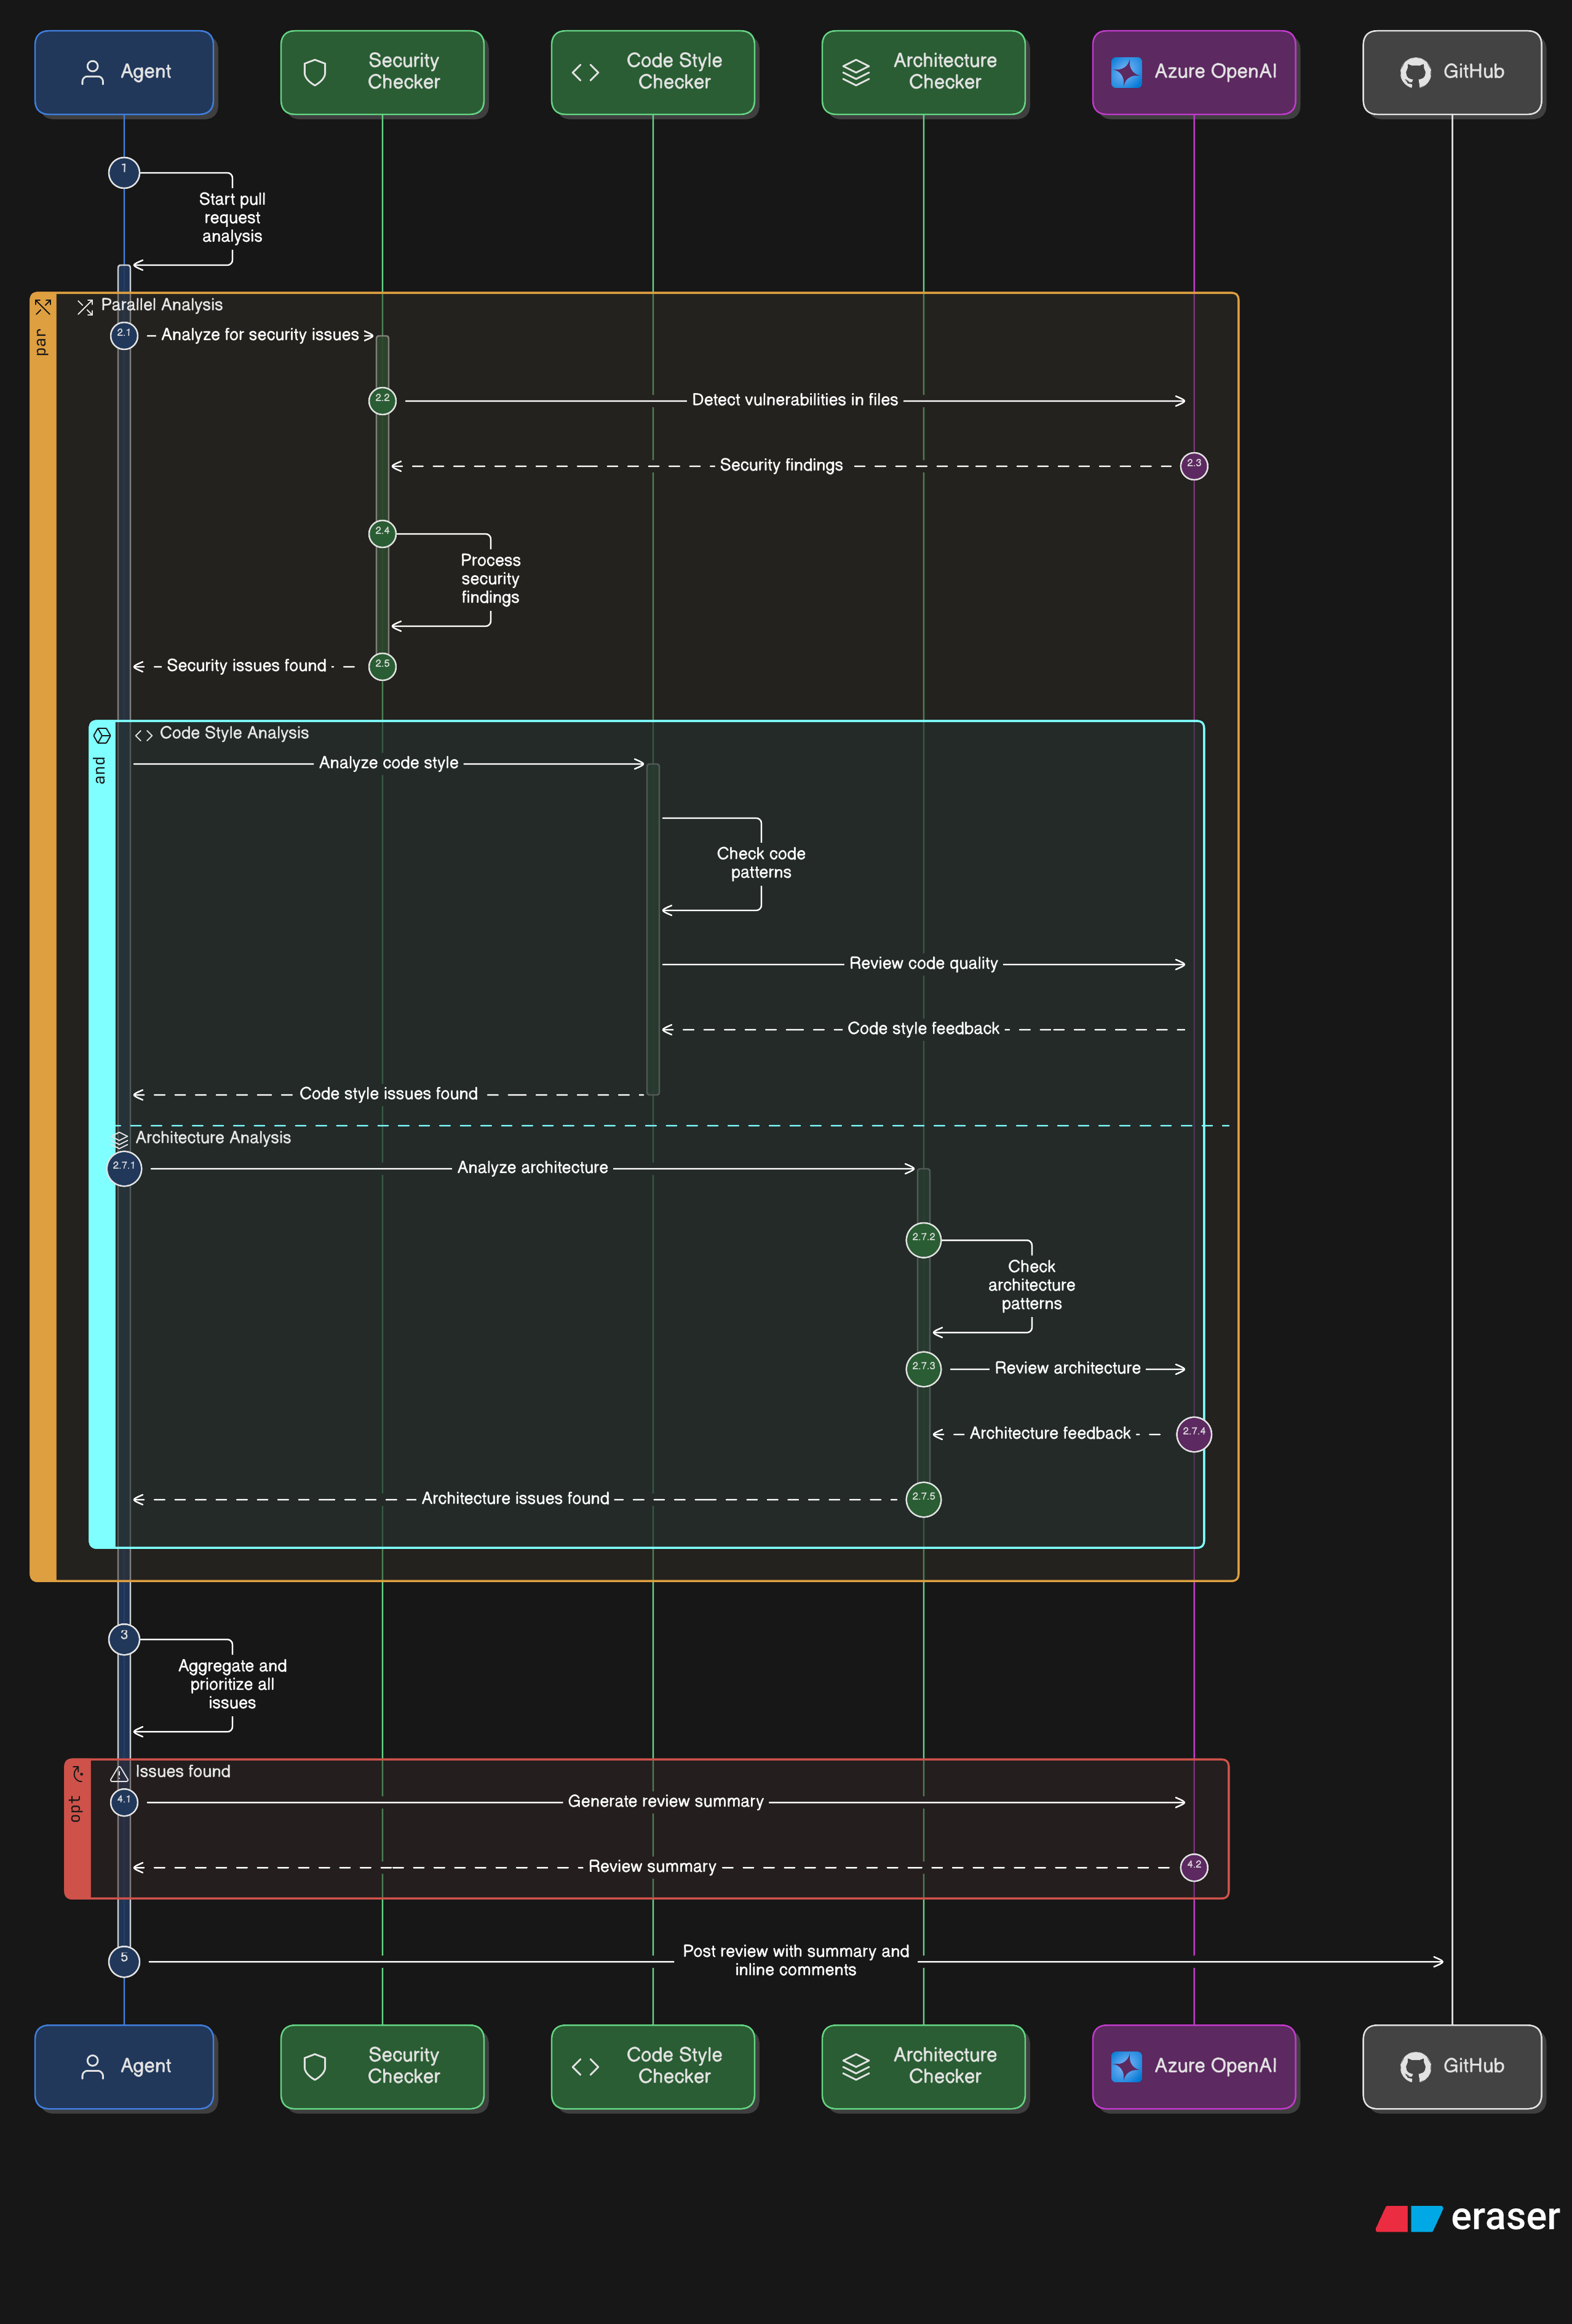 Agent
Security
Checker
Code Style
Checker
Architecture
Checker
Azure OpenAI
GitHub
1
Start pull
request
analysis
par
Parallel Analysis
2.1
Analyze for security issues
2.2
Detect vulnerabilities in files
Security findings
2.3
2.4
Process
security
findings
Security issues found
2.5
and
Code Style Analysis
Analyze code style
Check code
patterns
Review code quality
Code style feedback
Code style issues found
Architecture Analysis
2.7.1
Analyze architecture
2.7.2
Check
architecture
patterns
2.7.3
Review architecture
Architecture feedback
2.7.4
Architecture issues found
2.7.5
3
Aggregate and
prioritize all
issues
opt
Issues found
4.1
Generate review summary
Review summary
4.2
5
Post review with summary and
inline comments
Agent
Security
Checker
Code Style
Checker
Architecture
Checker
Azure OpenAI
GitHub
eraser